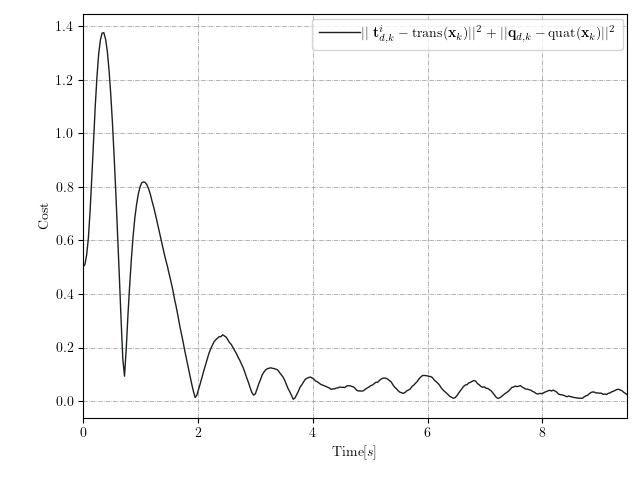 || t^i_{d,k} − trans(x_k)||^2 + ||q_{d,k} − quat(x_k)||^2
1.4
1.2
1.0
0.8
0.6
0.4
0.2
0.0
Cost
0 2 4 6 8
Time[s]